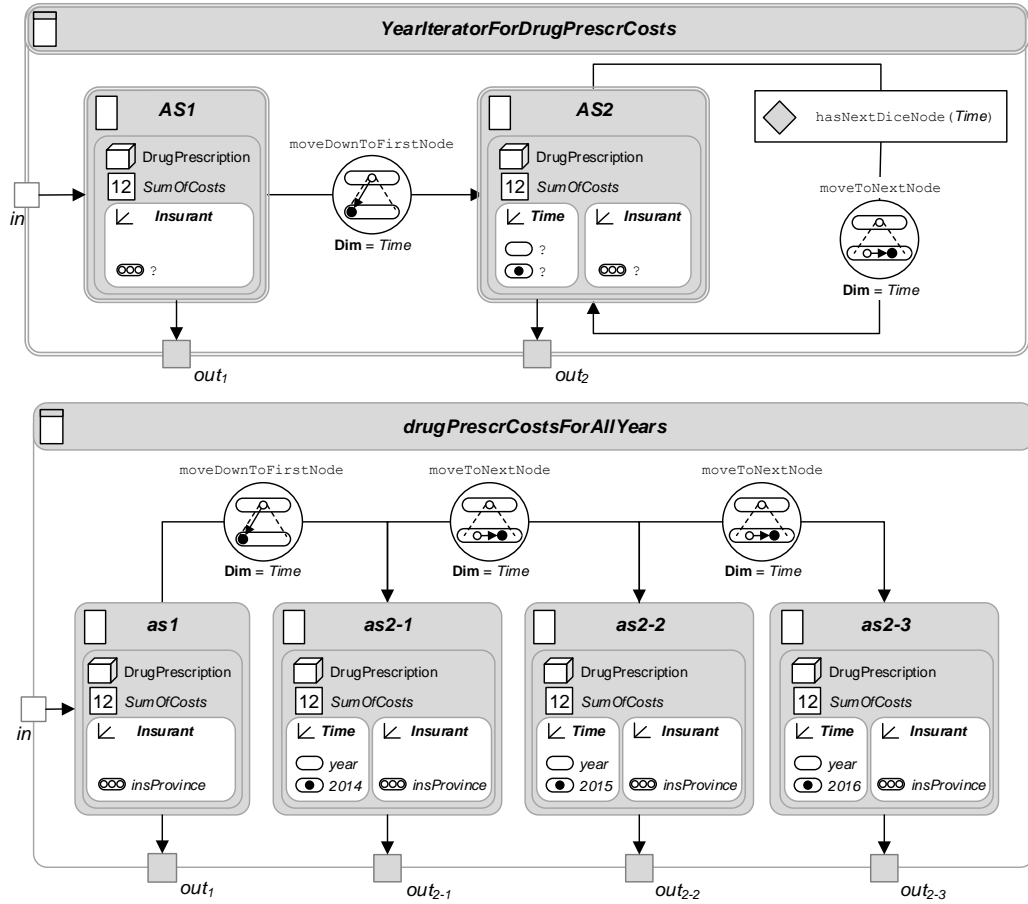 YearIteratorForDrugPrescrCosts
AS1
DrugPrescription
12 SumOfCosts
Insurant
?
moveDownToFirstNode
Dim = Time
AS2
DrugPrescription
12 SumOfCosts
Time
?
?
Insurant
?
hasNextDiceNode(Time)
moveToNextNode
Dim = Time
in
out1
out2
drugPrescrCostsForAllYears
moveDownToFirstNode
Dim = Time
moveToNextNode
Dim = Time
moveToNextNode
Dim = Time
in
as1
DrugPrescription
12 SumOfCosts
Insurant
insProvince
as2-1
DrugPrescription
12 SumOfCosts
Time
year
2014
Insurant
insProvince
as2-2
DrugPrescription
12 SumOfCosts
Time
year
2015
Insurant
insProvince
as2-3
DrugPrescription
12 SumOfCosts
Time
year
2016
Insurant
insProvince
out1
out2-1
out2-2
out2-3